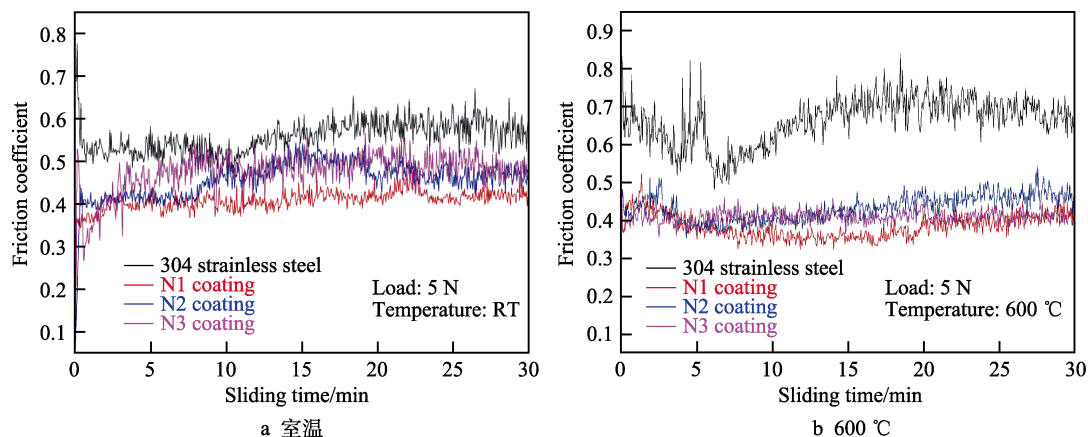 Friction coefficient
0.8
0.7
0.6
0.5
0.4
0.3
0.2
0.1
304 strainless steel
N1 coating
N2 coating
N3 coating
Load: 5 N
Temperature: RT
0 5 10 15 20 25 30
Sliding time/min
a 室温
Friction coefficient
0.9
0.8
0.7
0.6
0.5
0.4
0.3
0.2
0.1
304 strainless steel
N1 coating
N2 coating
N3 coating
Load: 5 N
Temperature: 600 ℃
0 5 10 15 20 25 30
Sliding time/min
b 600 ℃